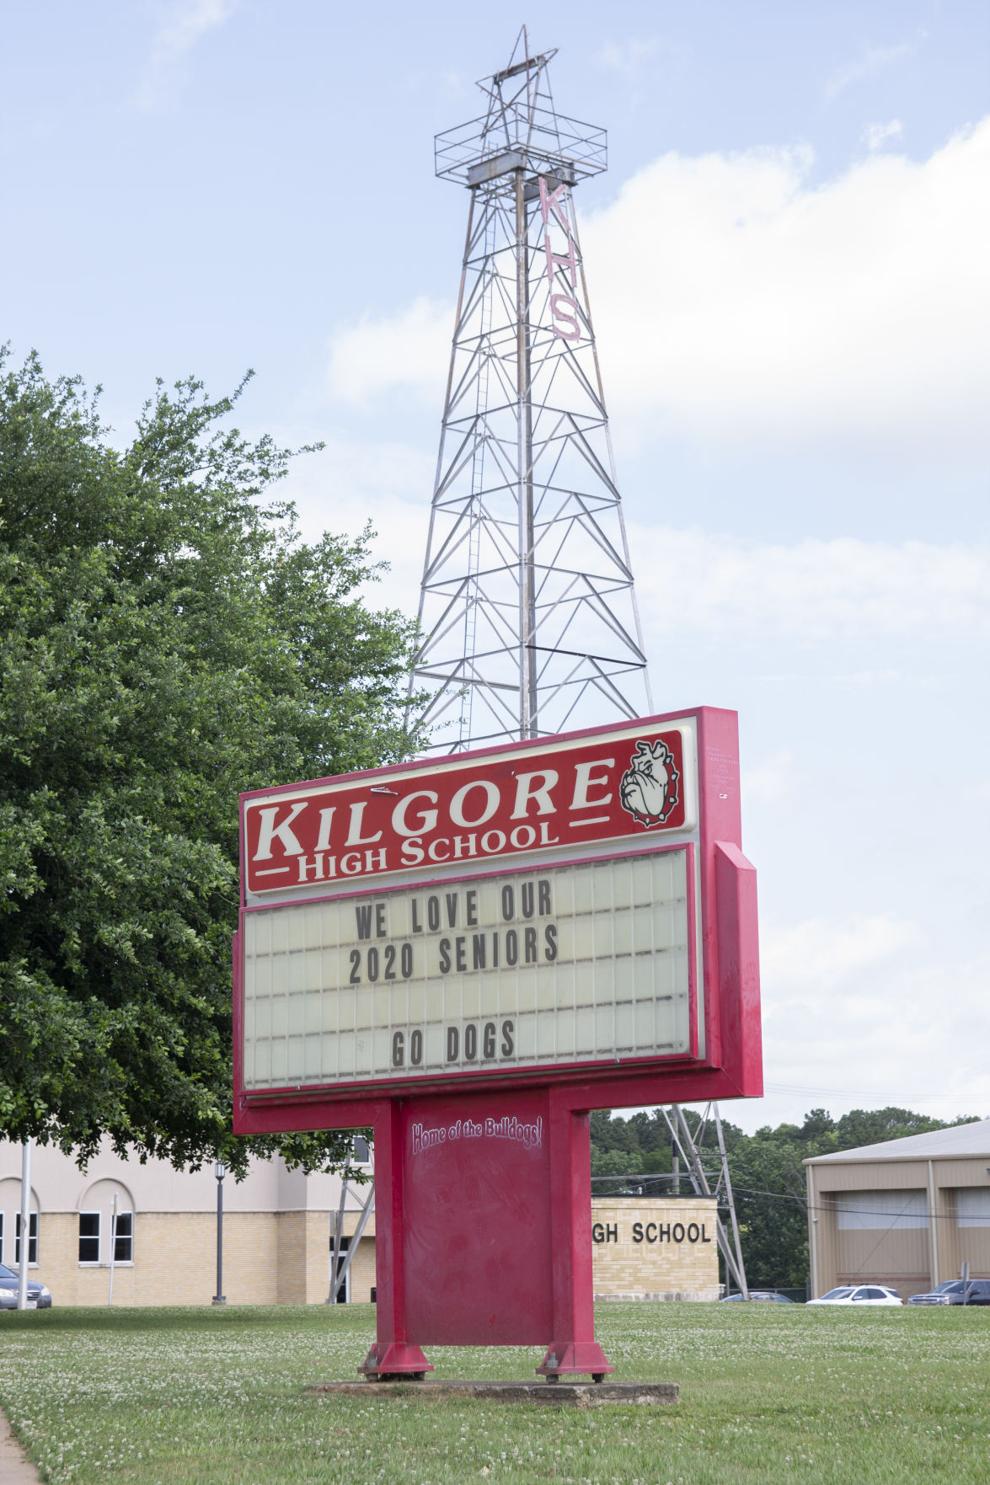 KHS
KILGORE
HIGH SCHOOL
WE LOVE OUR
2020 SENIORS
GO DOGS
Home of the Bulldogs!
GH SCHOOL